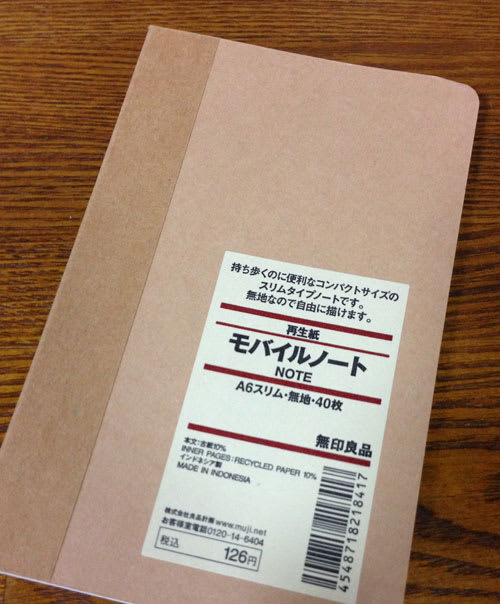 持ち歩くのに便利なコンパクトサイズの
スリムタイプノートです。
無地なので自由に描けます。
再生紙
モバイルノート
NOTE
A6スリム・無地・40枚
無印良品
本文:古紙10%
INNER PAGES:RECYCLED PAPER 10%
インドネシア製
MADE IN INDONESIA
株式会社良品計画 www.muji.net
お客様室電話0120-14-6404
税込 126円
4548718218417